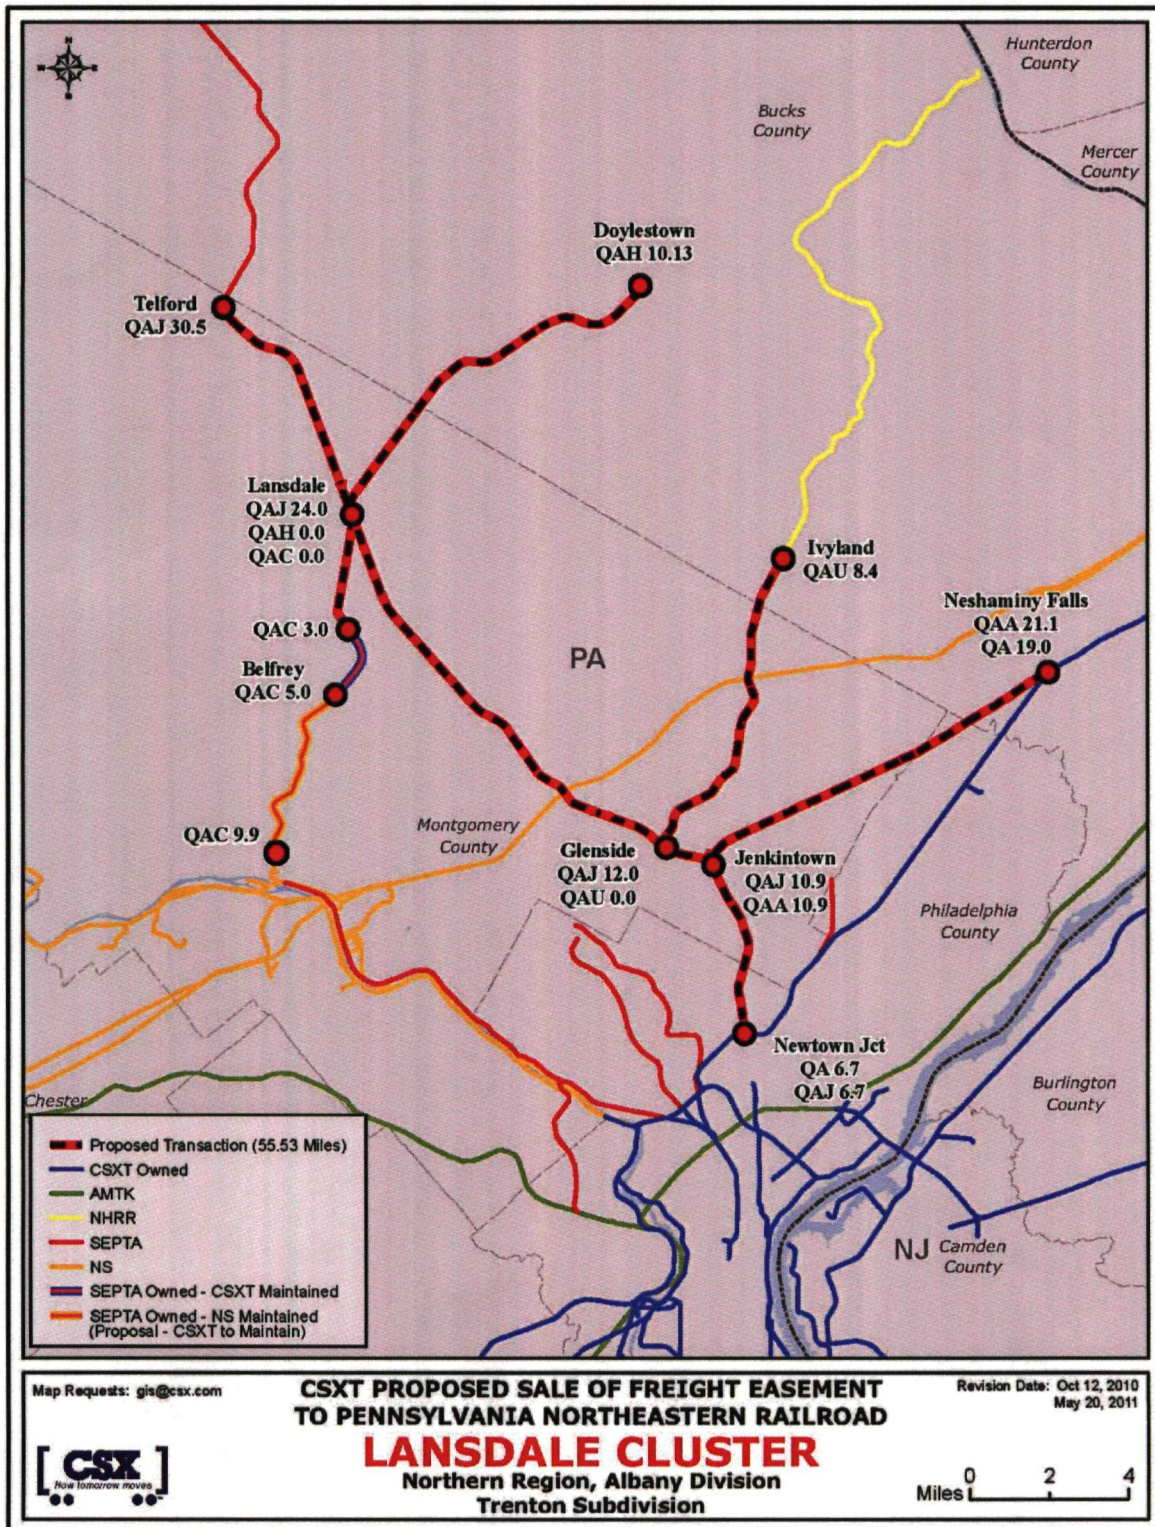 N
W
E
S
Hunterdon
County
Bucks
County
Mercer
County
Doylestown
QAH 10.13
Telford
QAJ 30.5
Lansdale
QAJ 24.0
QAH 0.0
QAC 0.0
Ivyland
QAU 8.4
Neshaminy Falls
QAA 21.1
QA 19.0
QAC 3.0
PA
Belfrey
QAC 5.0
QAC 9.9
Montgomery
County
Glenside
QAJ 12.0
QAU 0.0
Jenkintown
QAJ 10.9
QAA 10.9
Philadelphia
County
Newtown Jct
QA 6.7
QAJ 6.7
Burlington
County
Chester
NJ
Camden
County
Proposed Transaction (55.53 Miles)
CSXT Owned
AMTK
NHRR
SEPTA
NS
SEPTA Owned - CSXT Maintained
SEPTA Owned - NS Maintained
(Proposal - CSXT to Maintain)
Map Requests: gis@csx.com
CSX
How tomorrow moves
CSXT PROPOSED SALE OF FREIGHT EASEMENT
TO PENNSYLVANIA NORTHEASTERN RAILROAD
LANSDALE CLUSTER
Northern Region, Albany Division
Trenton Subdivision
Revision Date: Oct 12, 2010
May 20, 2011
0 2 4
Miles